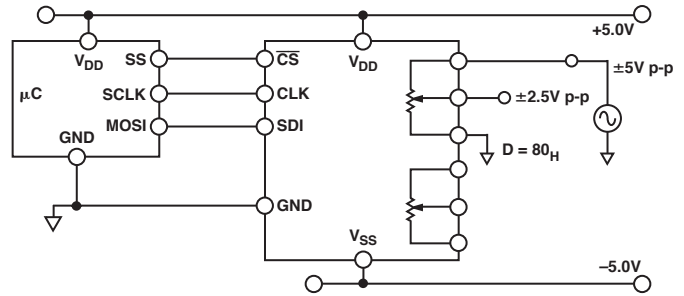 +5.0V
VDD
SS
CS
VDD
±5V p-p
μC
SCLK
CLK
±2.5V p-p
MOSI
SDI
GND
D = 80H
GND
VSS
–5.0V